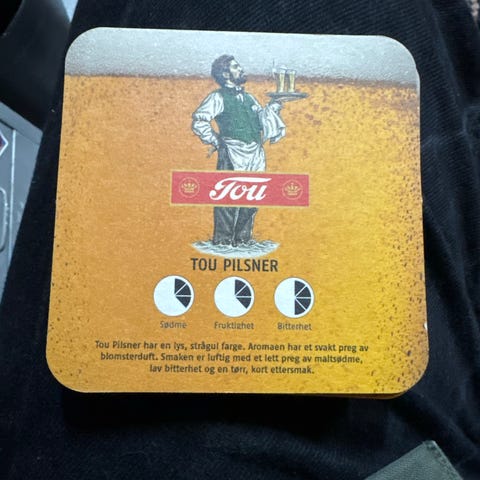 Tou
TOU PILSNER
Sødme Fruktighet Bitterhet
Tou Pilsner har en lys, strågul farge. Aromaen har et svakt preg av
blomsterduft. Smaken er luftig med et lett preg av maltsødme,
lav bitterhet og en tørr, kort ettersmak.